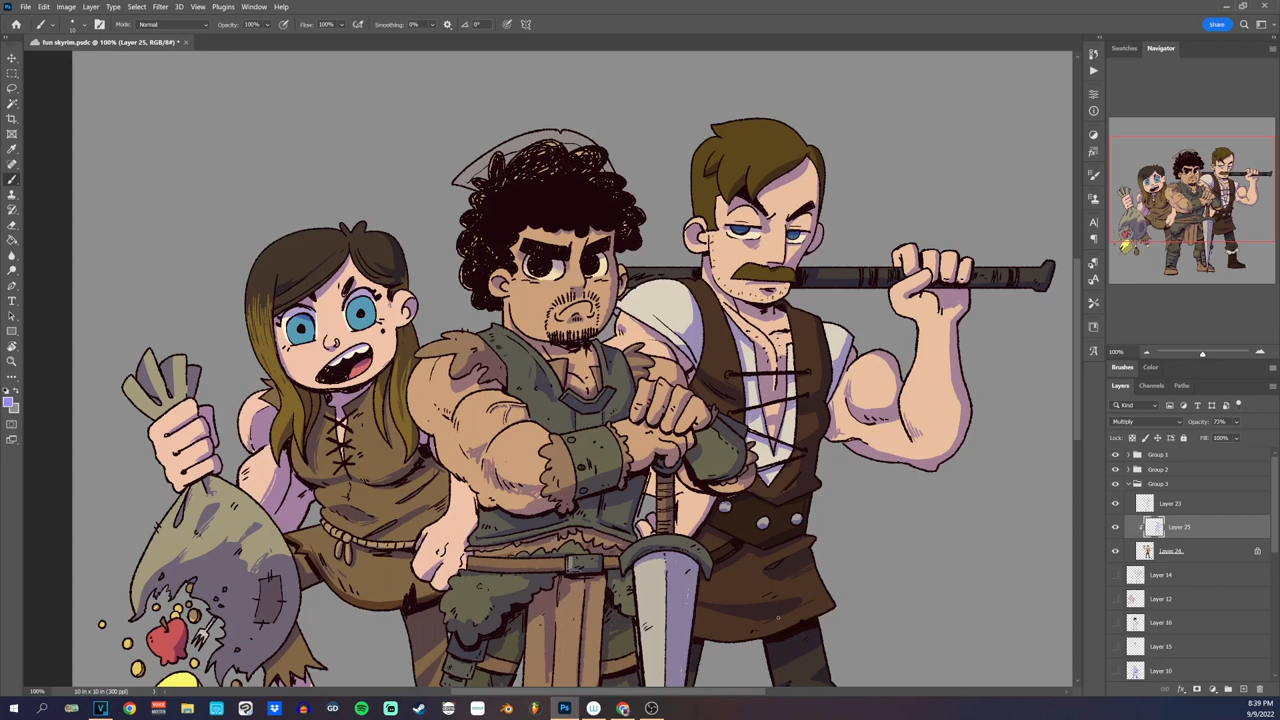 File Edit Image Layer Type Select Filter 3D View Plugins Window Help
10 Mode: Normal Opacity: 100% Flow: 100% Smoothing: 0% 0° Share
fun skyrim.psdc @ 100% (Layer 25, RGB/8#) *
Swatches Navigator
100%
Brushes Color
Layers Channels Paths
Kind
Multiply Opacity: 73%
Lock: Fill: 100%
Group 1
Group 2
Group 3
Layer 23
Layer 25
Layer 24
Layer 14
Layer 12
Layer 16
Layer 15
Layer 10
100% 10 in x 10 in (300 ppi)
8:39 PM
9/9/2022